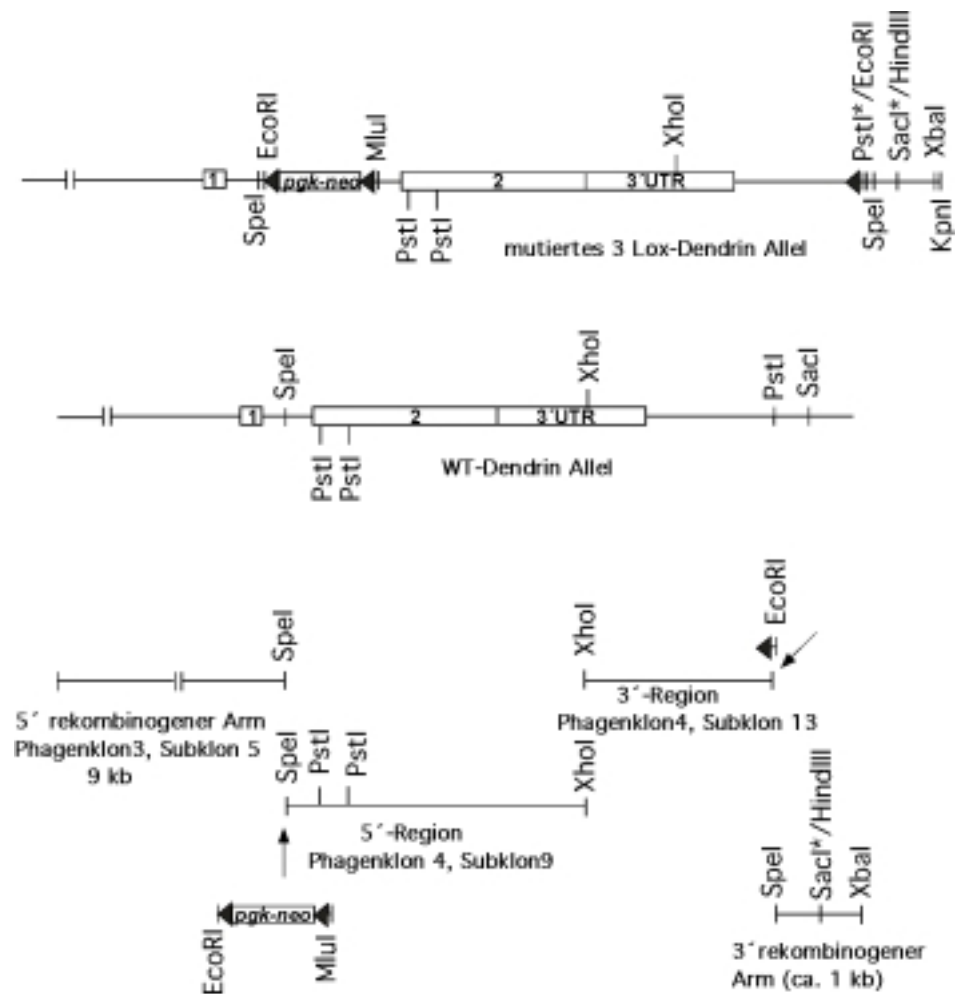 EcoRI
MluI
XhoI
PstI*/EcoRI
SacI*/HindIII
XbaI
1
pgk-neo
2
3´UTR
SpeI
PstI
PstI
SpeI
KpnI
mutiertes 3 Lox-Dendrin Allel
SpeI
XhoI
PstI
SacI
1
2
3´UTR
PstI
PstI
WT-Dendrin Allel
SpeI
XhoI
EcoRI
5´ rekombinogener Arm
Phagenklon3, Subklon 5
9 kb
3´-Region
Phagenklon4, Subklon 13
SpeI
PstI
PstI
XhoI
5´-Region
Phagenklon 4, Subklon9
SpeI
SacI*/HindIII
XbaI
pgk-neo
EcoRI
MluI
3´rekombinogener
Arm (ca. 1 kb)